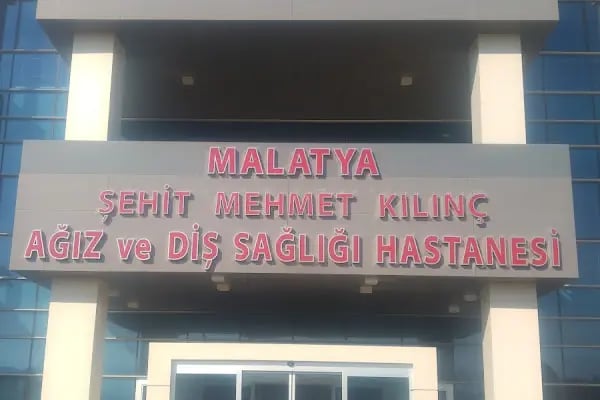 MALATYA
ŞEHİT MEHMET KILINÇ
AĞIZ ve DİŞ SAĞLIĞI HASTANESİ